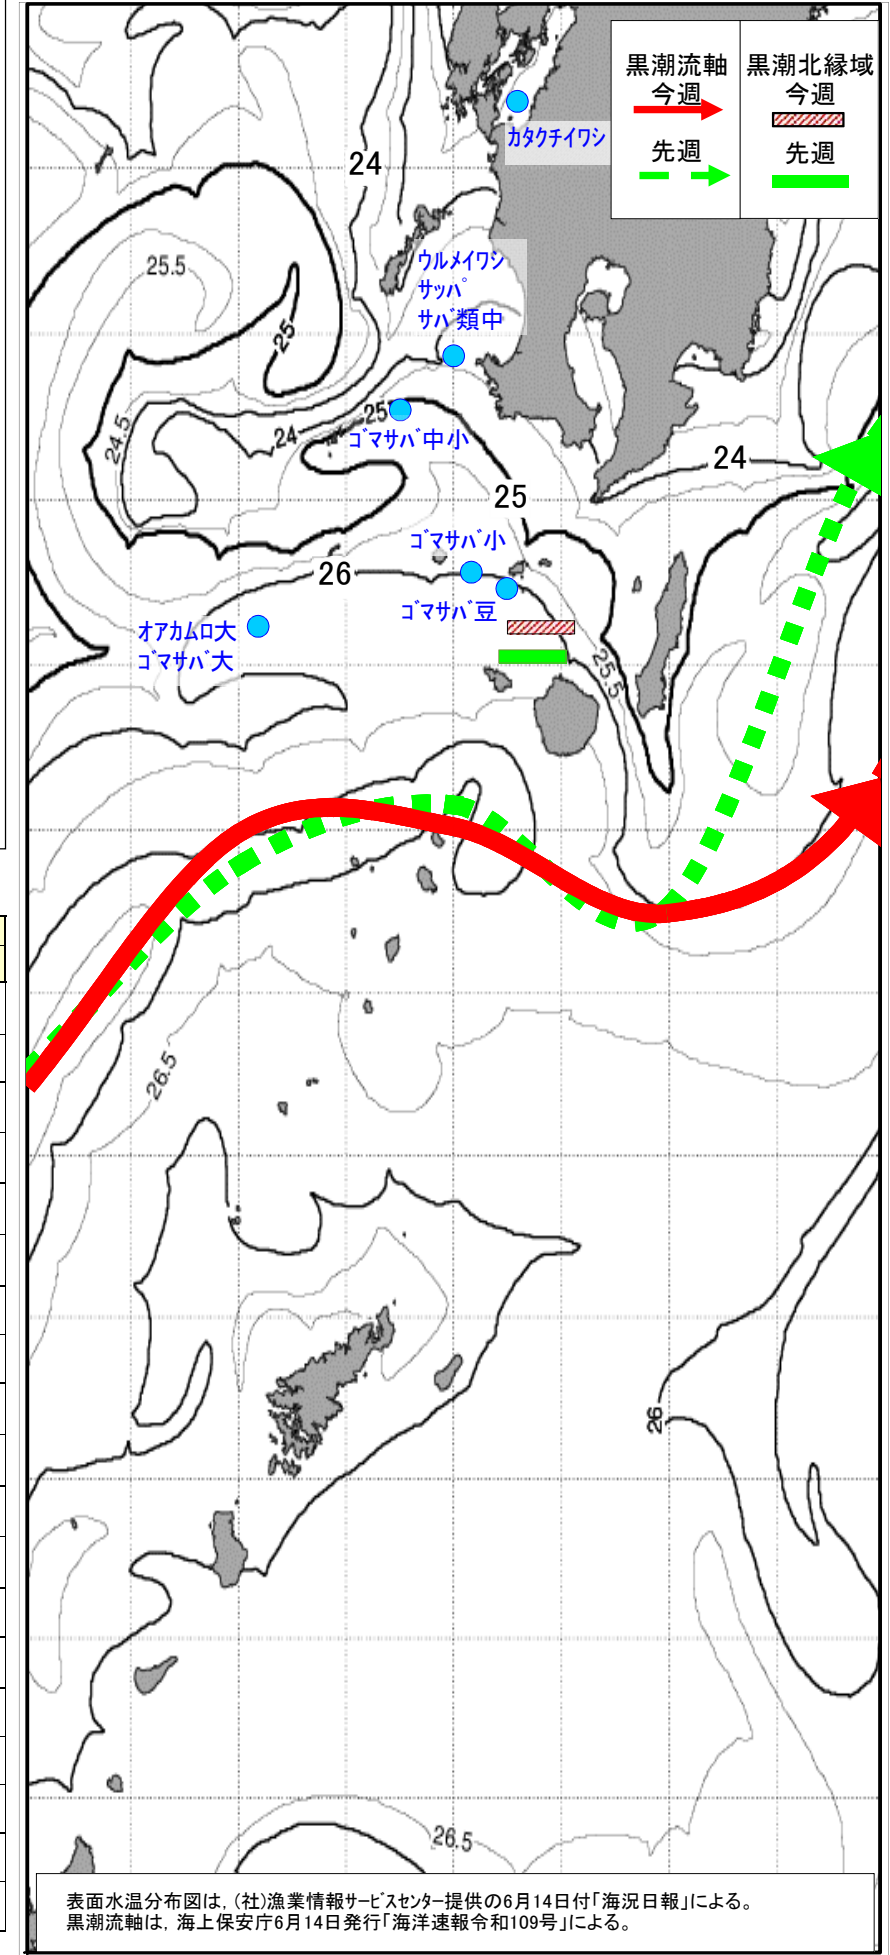 黒潮流軸
今週
先週
黒潮北縁域
今週
先週
カタクチイワシ
24
ウルメイワシ
サッパ
サバ類中
25.5
25
24.5
24
25
ゴマサバ中小
24
25
ゴマサバ小
26
ゴマサバ豆
オアカムロ大
ゴマサバ大
25.5
26.5
26
26.5
表面水温分布図は, (社)漁業情報サービスセンター提供の6月14日付「海況日報」による。
黒潮流軸は, 海上保安庁6月14日発行「海洋速報令和109号」による。